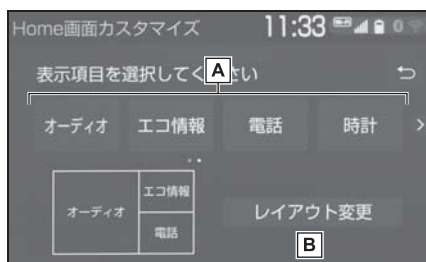 Home画面カスタマイズ 11:33
表示項目を選択してく A さい
オーディオ エコ情報 電話 時計 >
オーディオ エコ情報
電話
レイアウト変更
B